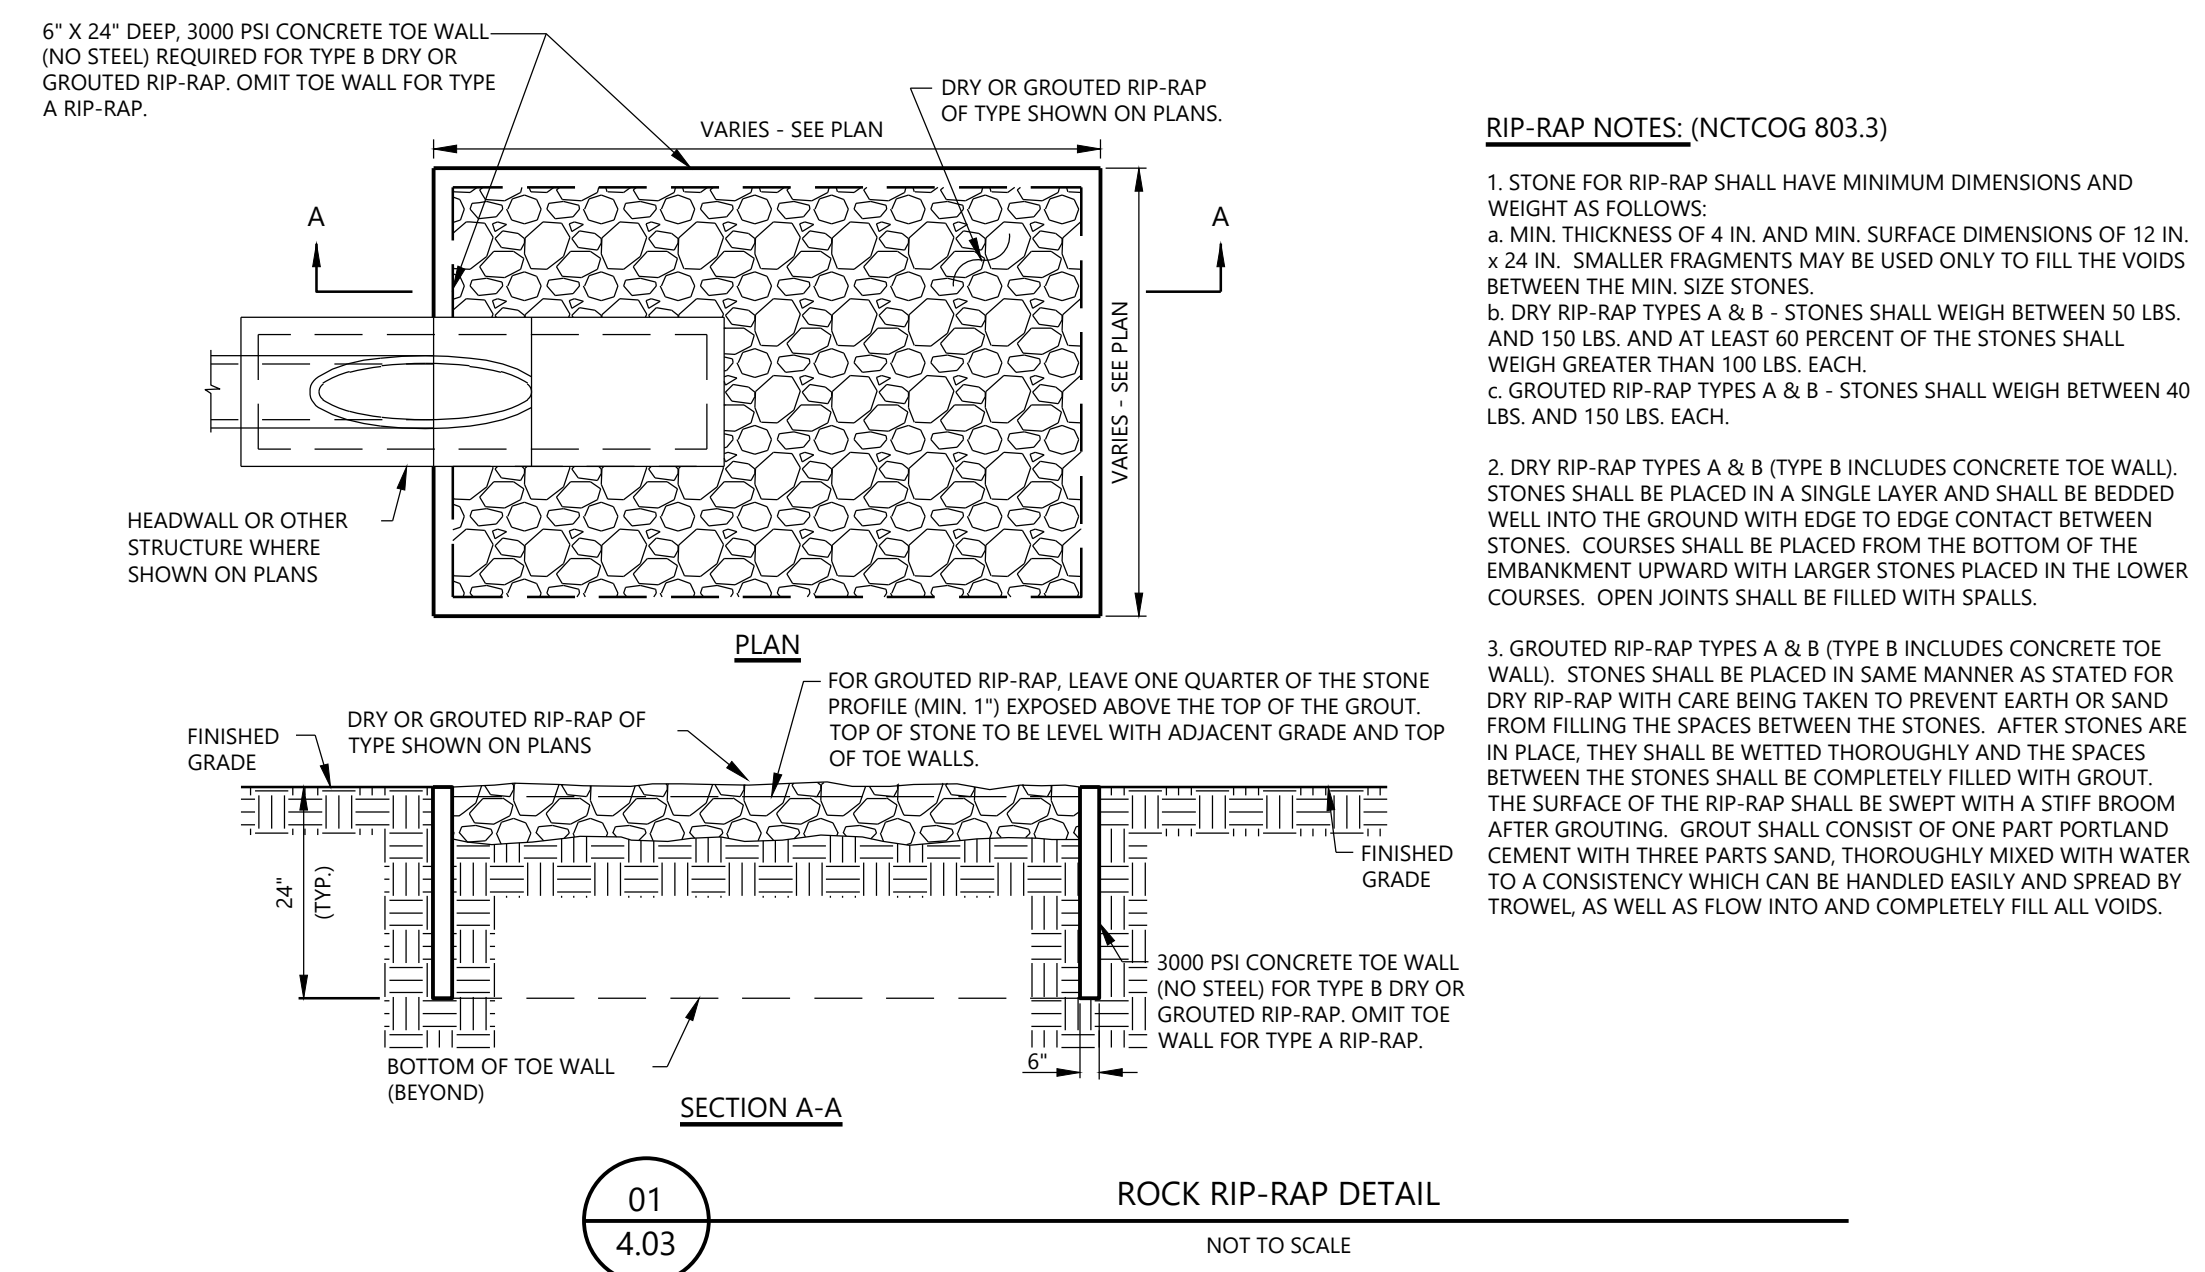 6" X 24" DEEP, 3000 PSI CONCRETE TOE WALL
(NO STEEL) REQUIRED FOR TYPE B DRY OR
GROUTED RIP-RAP. OMIT TOE WALL FOR TYPE
A RIP-RAP.
DRY OR GROUTED RIP-RAP
OF TYPE SHOWN ON PLANS.
VARIES - SEE PLAN
A
A
VARIES - SEE PLAN
HEADWALL OR OTHER
STRUCTURE WHERE
SHOWN ON PLANS
PLAN
FOR GROUTED RIP-RAP, LEAVE ONE QUARTER OF THE STONE
PROFILE (MIN. 1") EXPOSED ABOVE THE TOP OF THE GROUT.
TOP OF STONE TO BE LEVEL WITH ADJACENT GRADE AND TOP
OF TOE WALLS.
DRY OR GROUTED RIP-RAP OF
TYPE SHOWN ON PLANS
FINISHED
GRADE
24"
(TYP.)
FINISHED
GRADE
3000 PSI CONCRETE TOE WALL
(NO STEEL) FOR TYPE B DRY OR
GROUTED RIP-RAP. OMIT TOE
WALL FOR TYPE A RIP-RAP.
6"
BOTTOM OF TOE WALL
(BEYOND)
SECTION A-A
RIP-RAP NOTES: (NCTCOG 803.3)
1. STONE FOR RIP-RAP SHALL HAVE MINIMUM DIMENSIONS AND
WEIGHT AS FOLLOWS:
a. MIN. THICKNESS OF 4 IN. AND MIN. SURFACE DIMENSIONS OF 12 IN.
x 24 IN. SMALLER FRAGMENTS MAY BE USED ONLY TO FILL THE VOIDS
BETWEEN THE MIN. SIZE STONES.
b. DRY RIP-RAP TYPES A & B - STONES SHALL WEIGH BETWEEN 50 LBS.
AND 150 LBS. AND AT LEAST 60 PERCENT OF THE STONES SHALL
WEIGH GREATER THAN 100 LBS. EACH.
c. GROUTED RIP-RAP TYPES A & B - STONES SHALL WEIGH BETWEEN 40
LBS. AND 150 LBS. EACH.
2. DRY RIP-RAP TYPES A & B (TYPE B INCLUDES CONCRETE TOE WALL).
STONES SHALL BE PLACED IN A SINGLE LAYER AND SHALL BE BEDDED
WELL INTO THE GROUND WITH EDGE TO EDGE CONTACT BETWEEN
STONES. COURSES SHALL BE PLACED FROM THE BOTTOM OF THE
EMBANKMENT UPWARD WITH LARGER STONES PLACED IN THE LOWER
COURSES. OPEN JOINTS SHALL BE FILLED WITH SPALLS.
3. GROUTED RIP-RAP TYPES A & B (TYPE B INCLUDES CONCRETE TOE
WALL). STONES SHALL BE PLACED IN SAME MANNER AS STATED FOR
DRY RIP-RAP WITH CARE BEING TAKEN TO PREVENT EARTH OR SAND
FROM FILLING THE SPACES BETWEEN THE STONES. AFTER STONES ARE
IN PLACE, THEY SHALL BE WETTED THOROUGHLY AND THE SPACES
BETWEEN THE STONES SHALL BE COMPLETELY FILLED WITH GROUT.
THE SURFACE OF THE RIP-RAP SHALL BE SWEPT WITH A STIFF BROOM
AFTER GROUTING. GROUT SHALL CONSIST OF ONE PART PORTLAND
CEMENT WITH THREE PARTS SAND, THOROUGHLY MIXED WITH WATER
TO A CONSISTENCY WHICH CAN BE HANDLED EASILY AND SPREAD BY
TROWEL, AS WELL AS FLOW INTO AND COMPLETELY FILL ALL VOIDS.
01
4.03
ROCK RIP-RAP DETAIL
NOT TO SCALE